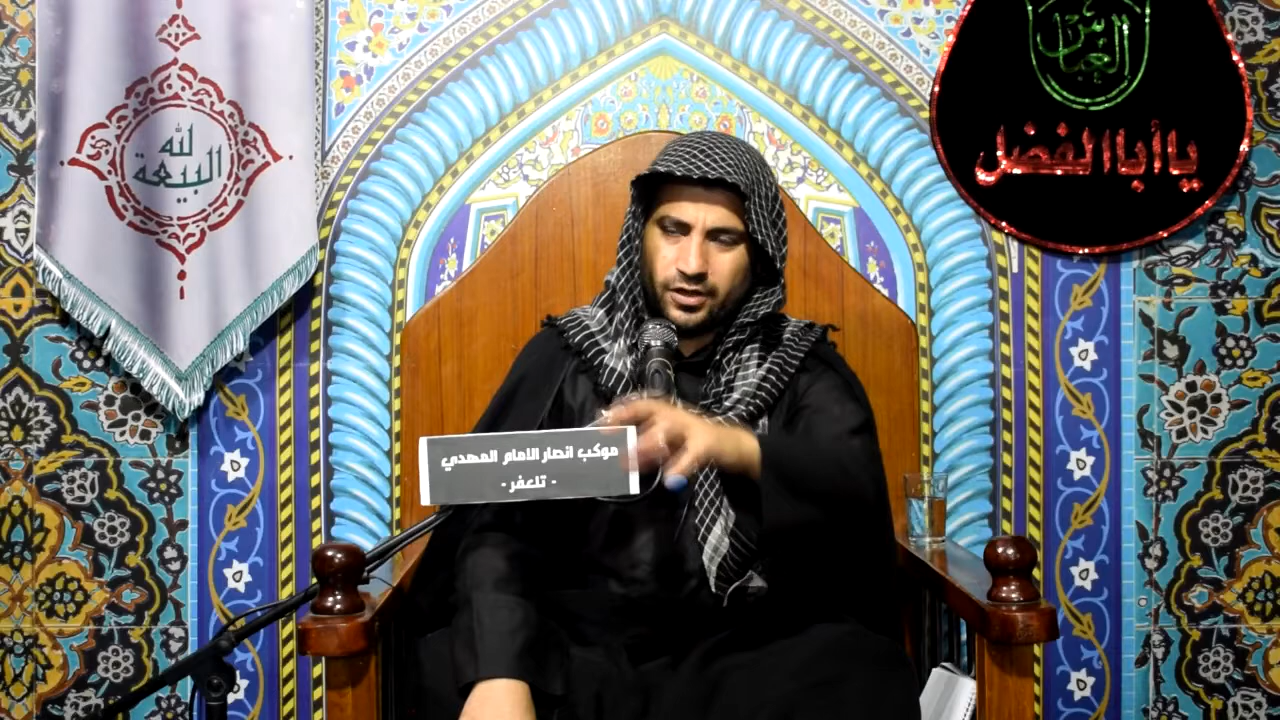 لله
البيعة
العباس
يا أبا الفضل
موكب انصار الامام المهدي
- تلعفر -